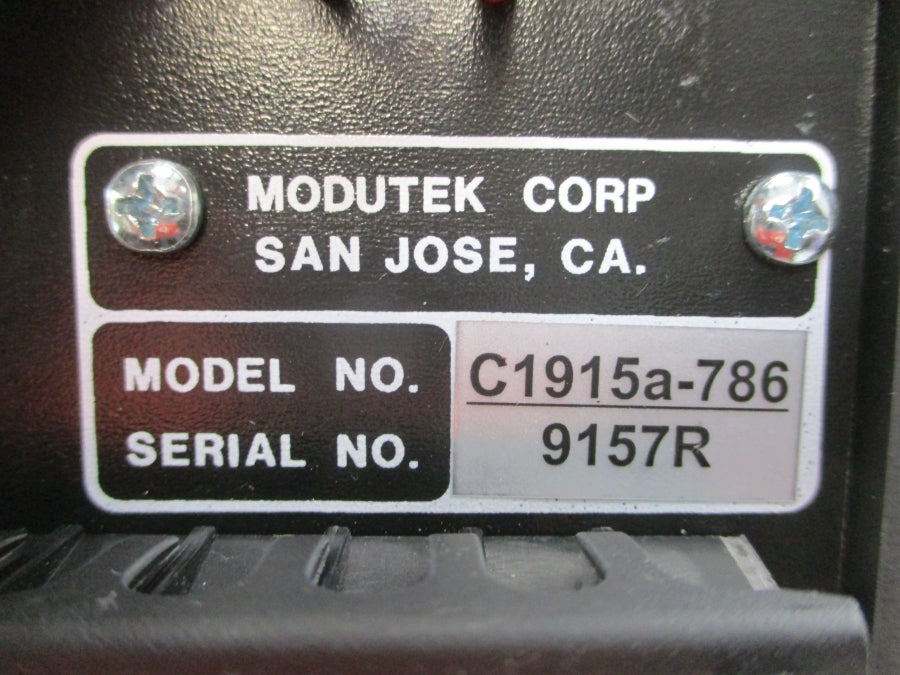 MODUTEK CORP
SAN JOSE, CA.
MODEL NO. C1915a-786
SERIAL NO. 9157R